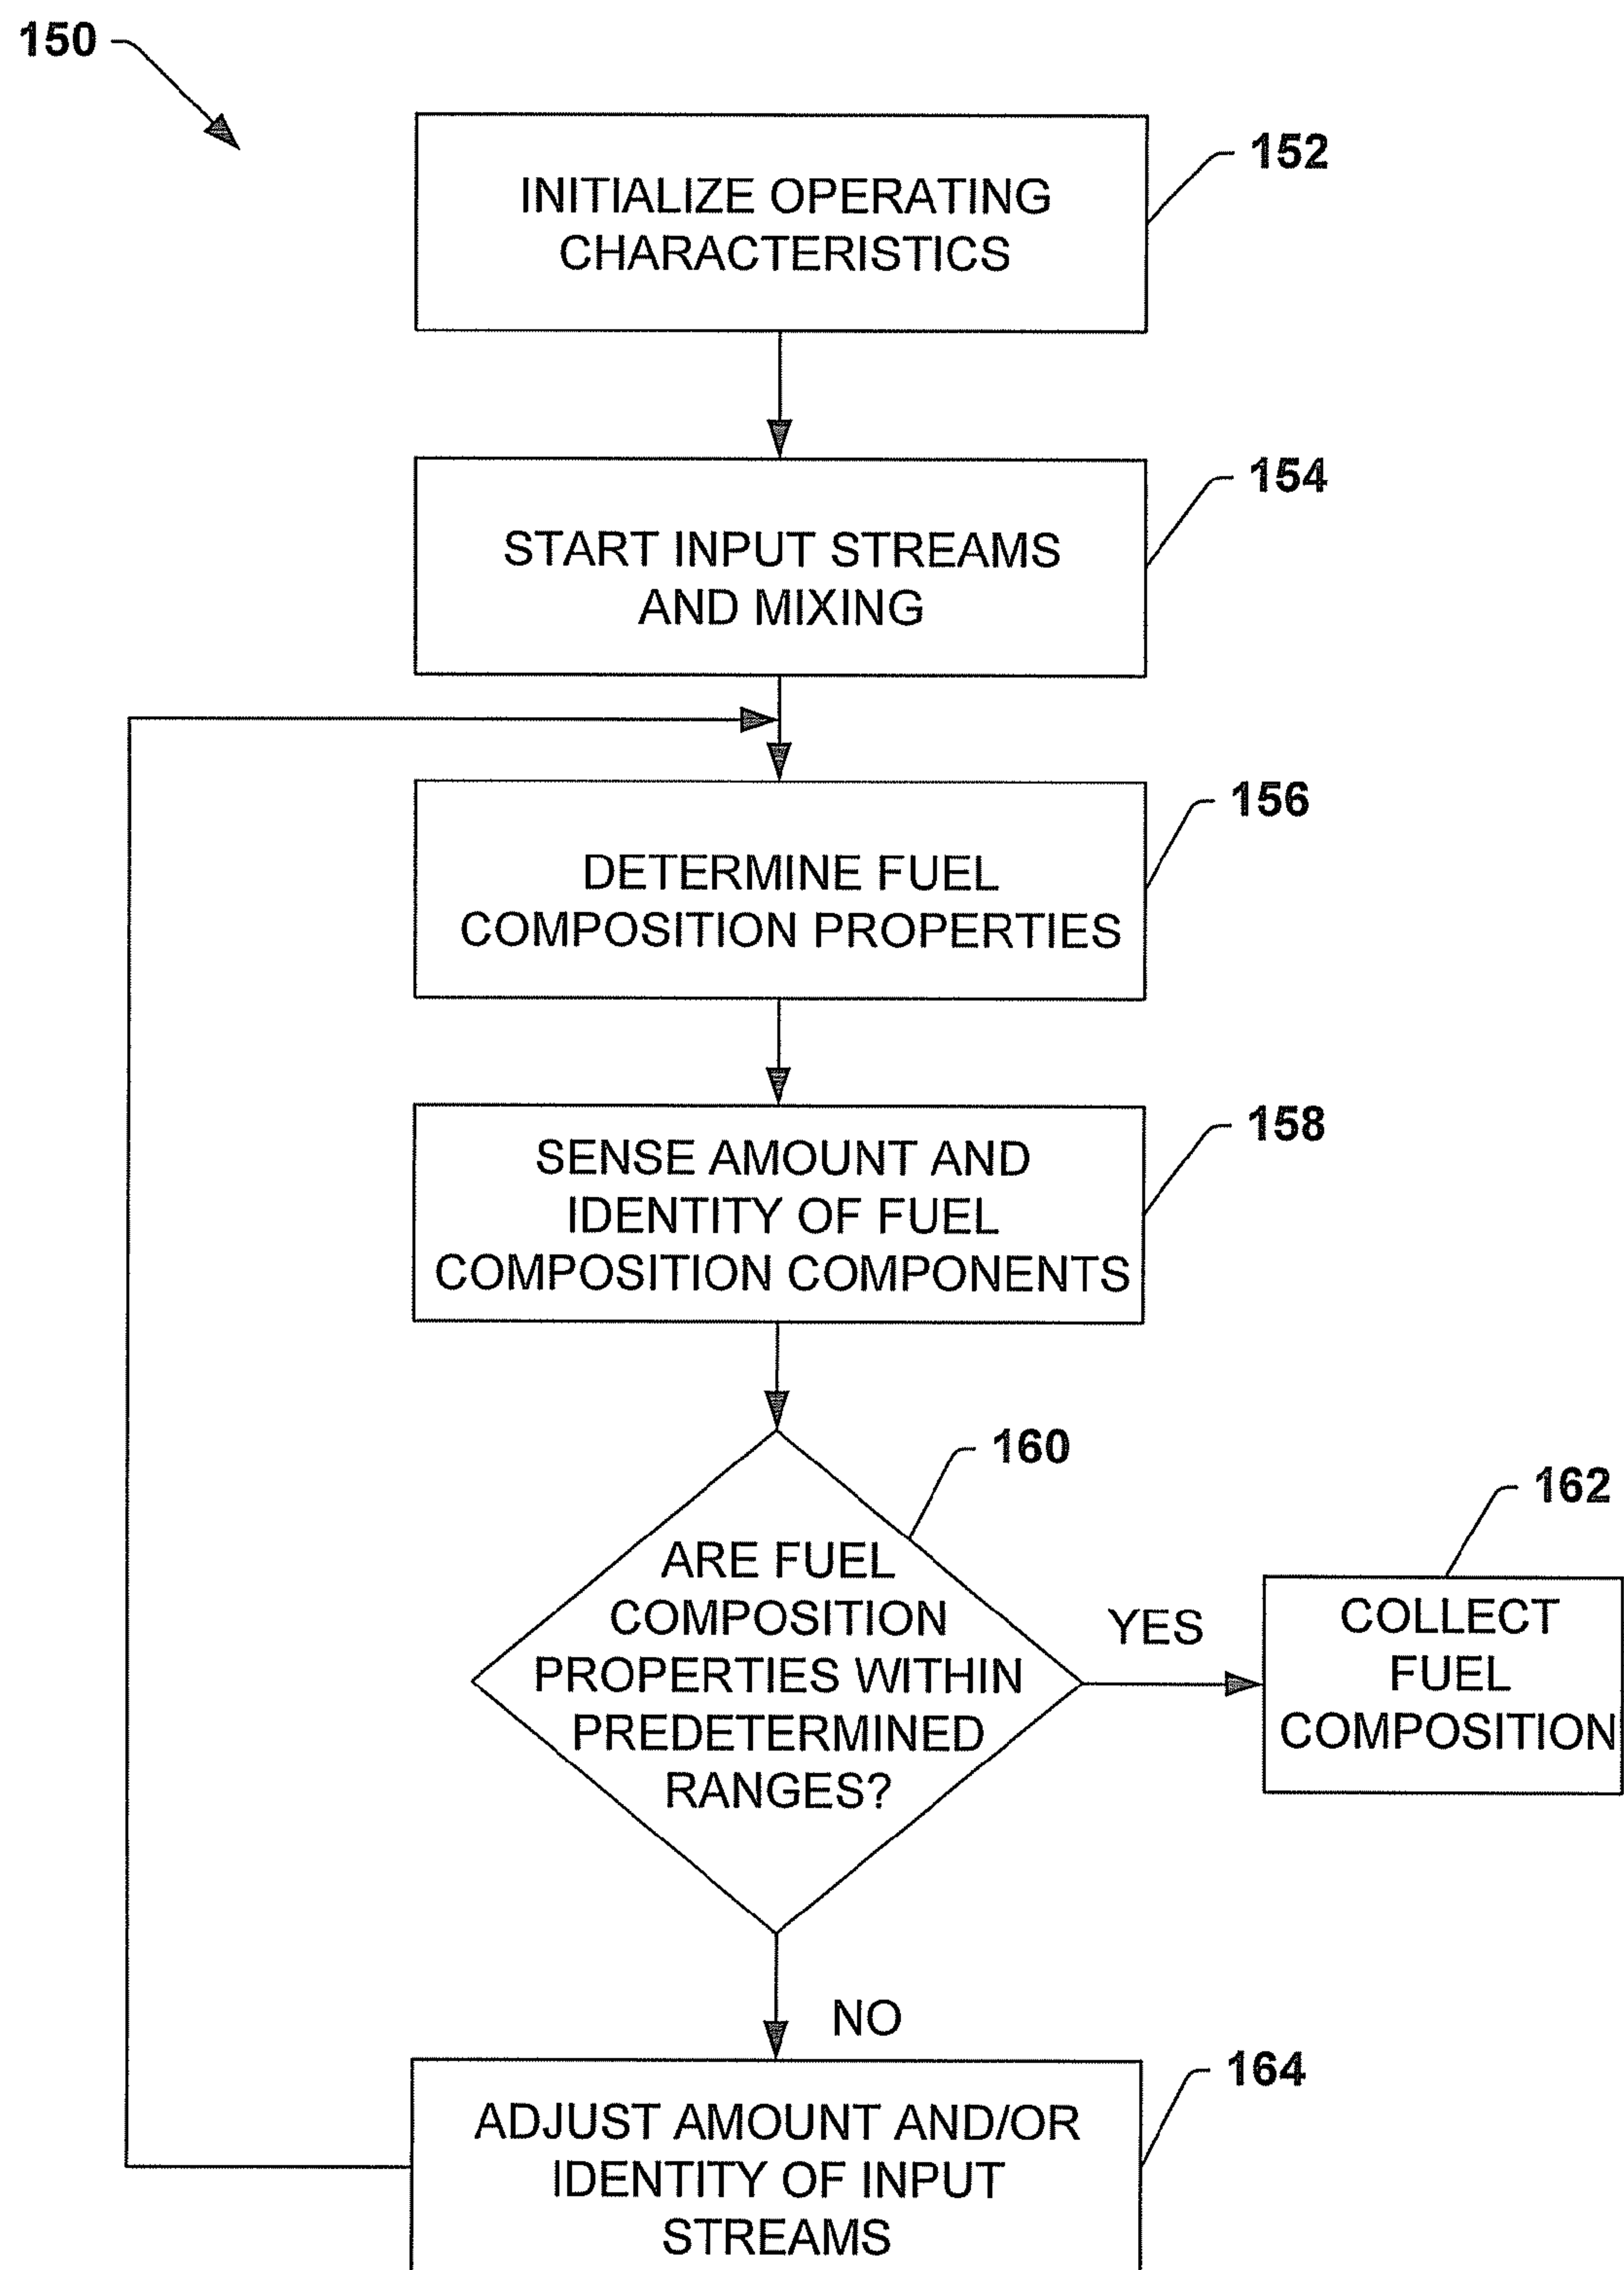 150
INITIALIZE OPERATING
CHARACTERISTICS
152
START INPUT STREAMS
AND MIXING
154
DETERMINE FUEL
COMPOSITION PROPERTIES
156
SENSE AMOUNT AND
IDENTITY OF FUEL
COMPOSITION COMPONENTS
158
ARE FUEL
COMPOSITION
PROPERTIES WITHIN
PREDETERMINED
RANGES?
160
YES
COLLECT
FUEL
COMPOSITION
162
NO
ADJUST AMOUNT AND/OR
IDENTITY OF INPUT
STREAMS
164